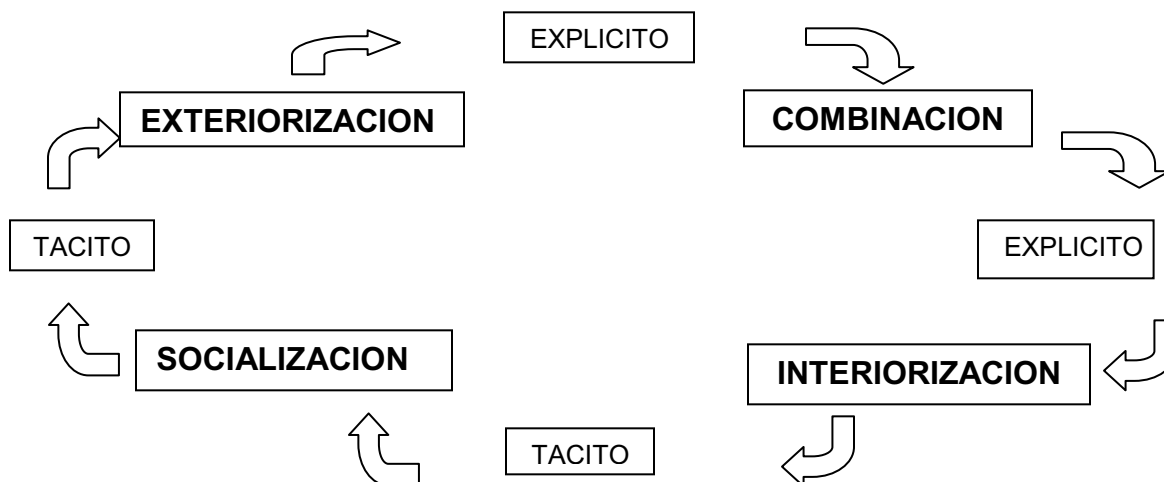 EXPLICITO
EXTERIORIZACION
COMBINACION
TACITO
EXPLICITO
SOCIALIZACION
INTERIORIZACION
TACITO